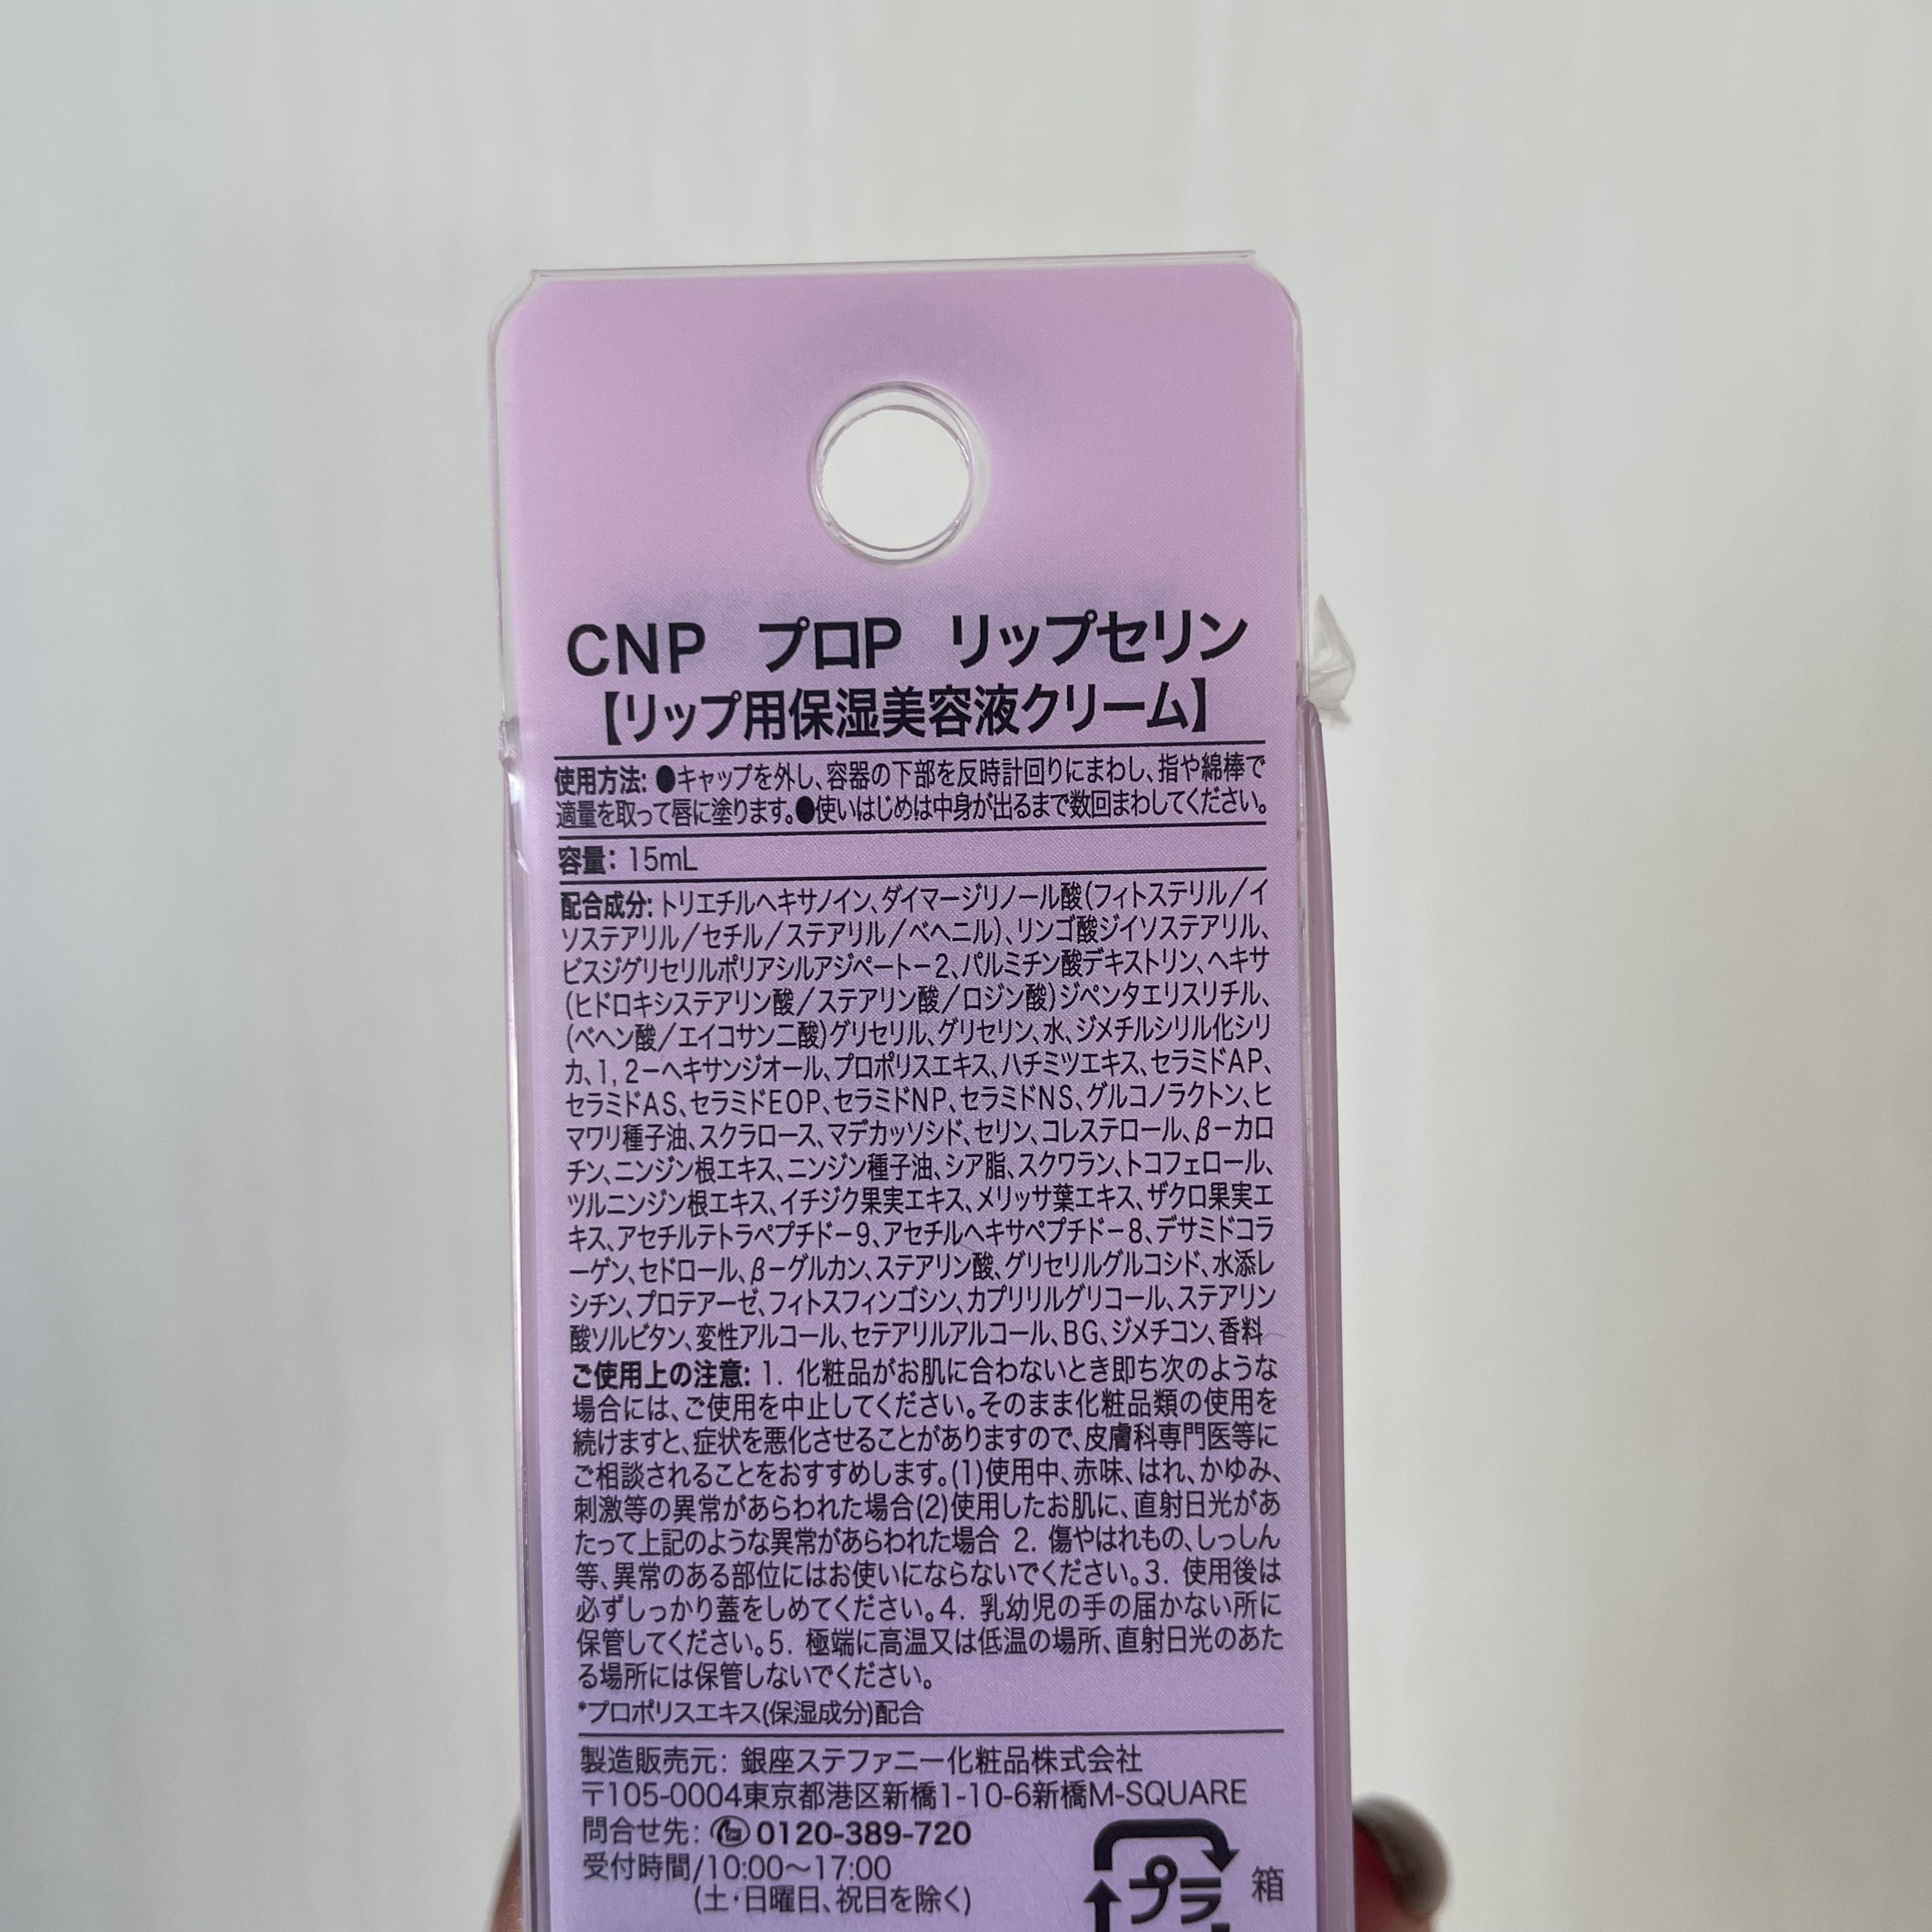 CNP　プロP　リップセリン
【リップ用保湿美容液クリーム】
使用方法: ●キャップを外し、容器の下部を反時計回りにまわし、指や綿棒で
適量を取って唇に塗ります。●使いはじめは中身が出るまで数回まわしてください。
容量: 15mL
配合成分: トリエチルヘキサノイン、ダイマージリノール酸(フィトステリル/イ
ソステアリル/セチル/ステアリル/ベヘニル)、リンゴ酸ジイソステアリル、
ビスジグリセリルポリアシルアジペートー2、パルミチン酸デキストリン、ヘキサ
(ヒドロキシステアリン酸/ステアリン酸/ロジン酸)ジペンタエリスリチル、
(ベヘン酸/エイコサン二酸)グリセリル、グリセリン、水、ジメチルシリル化シリ
カ、1, 2ーヘキサンジオール、プロポリスエキス、ハチミツエキス、セラミドAP、
セラミドAS、セラミドEOP、セラミドNP、セラミドNS、グルコノラクトン、ヒ
マワリ種子油、スクラロース、マデカッソシド、セリン、コレステロール、βーカロ
チン、ニンジン根エキス、ニンジン種子油、シア脂、スクワラン、トコフェロール、
ツルニンジン根エキス、イチジク果実エキス、メリッサ葉エキス、ザクロ果実エ
キス、アセチルテトラペプチドー9、アセチルヘキサペプチドー8、デサミドコラ
ーゲン、セドロール、βーグルカン、ステアリン酸、グリセリルグルコシド、水添レ
シチン、プロテアーゼ、フィトスフィンゴシン、カプリリルグリコール、ステアリン
酸ソルビタン、変性アルコール、セテアリルアルコール、BG、ジメチコン、香料
ご使用上の注意: 1. 化粧品がお肌に合わないとき即ち次のような
場合には、ご使用を中止してください。そのまま化粧品類の使用を
続けますと、症状を悪化させることがありますので、皮膚科専門医等に
ご相談されることをおすすめします。(1)使用中、赤味、はれ、かゆみ、
刺激等の異常があらわれた場合(2)使用したお肌に、直射日光があ
たって上記のような異常があらわれた場合 2. 傷やはれもの、しっしん
等、異常のある部位にはお使いにならないでください。3. 使用後は
必ずしっかり蓋をしめてください。4. 乳幼児の手の届かない所に
保管してください。5. 極端に高温又は低温の場所、直射日光のあた
る場所には保管しないでください。
*プロポリスエキス(保湿成分)配合
製造販売元: 銀座ステファニー化粧品株式会社
〒105-0004東京都港区新橋1-10-6新橋M-SQUARE
問合せ先: 0120-389-720
受付時間/10:00〜17:00
(土・日曜日、祝日を除く)
プラ 箱